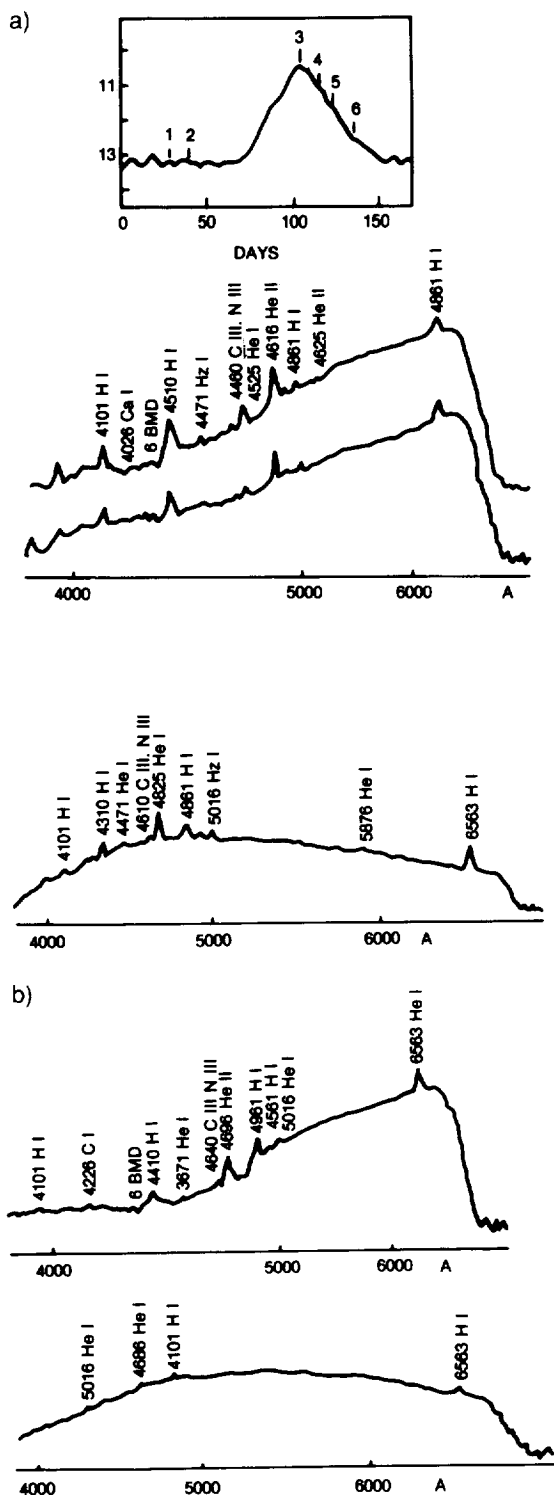 a)
3
4
11
5
6
1 2
13
0 50 100 150
DAYS
4101 H I
4026 Ca I
6 BMD
4510 H I
4471 Hz I
4460 C III. N III
4525 He I
4616 He II
4861 H I
4625 He II
4861 H I
4000 5000 6000 A
4101 H I
4310 H I
4471 He I
4610 C III. N III
4825 He I
4861 H I
5016 Hz I
5876 He I
6563 H I
4000 5000 6000 A
b)
4101 H I
4226 C I
6 BMD
4410 H I
3671 He I
4640 C III N III
4696 He II
4961 H I
4561 H I
5016 He I
6563 He I
4000 5000 6000 A
5016 He I
4686 He I
4101 H I
6563 H I
4000 5000 6000 A